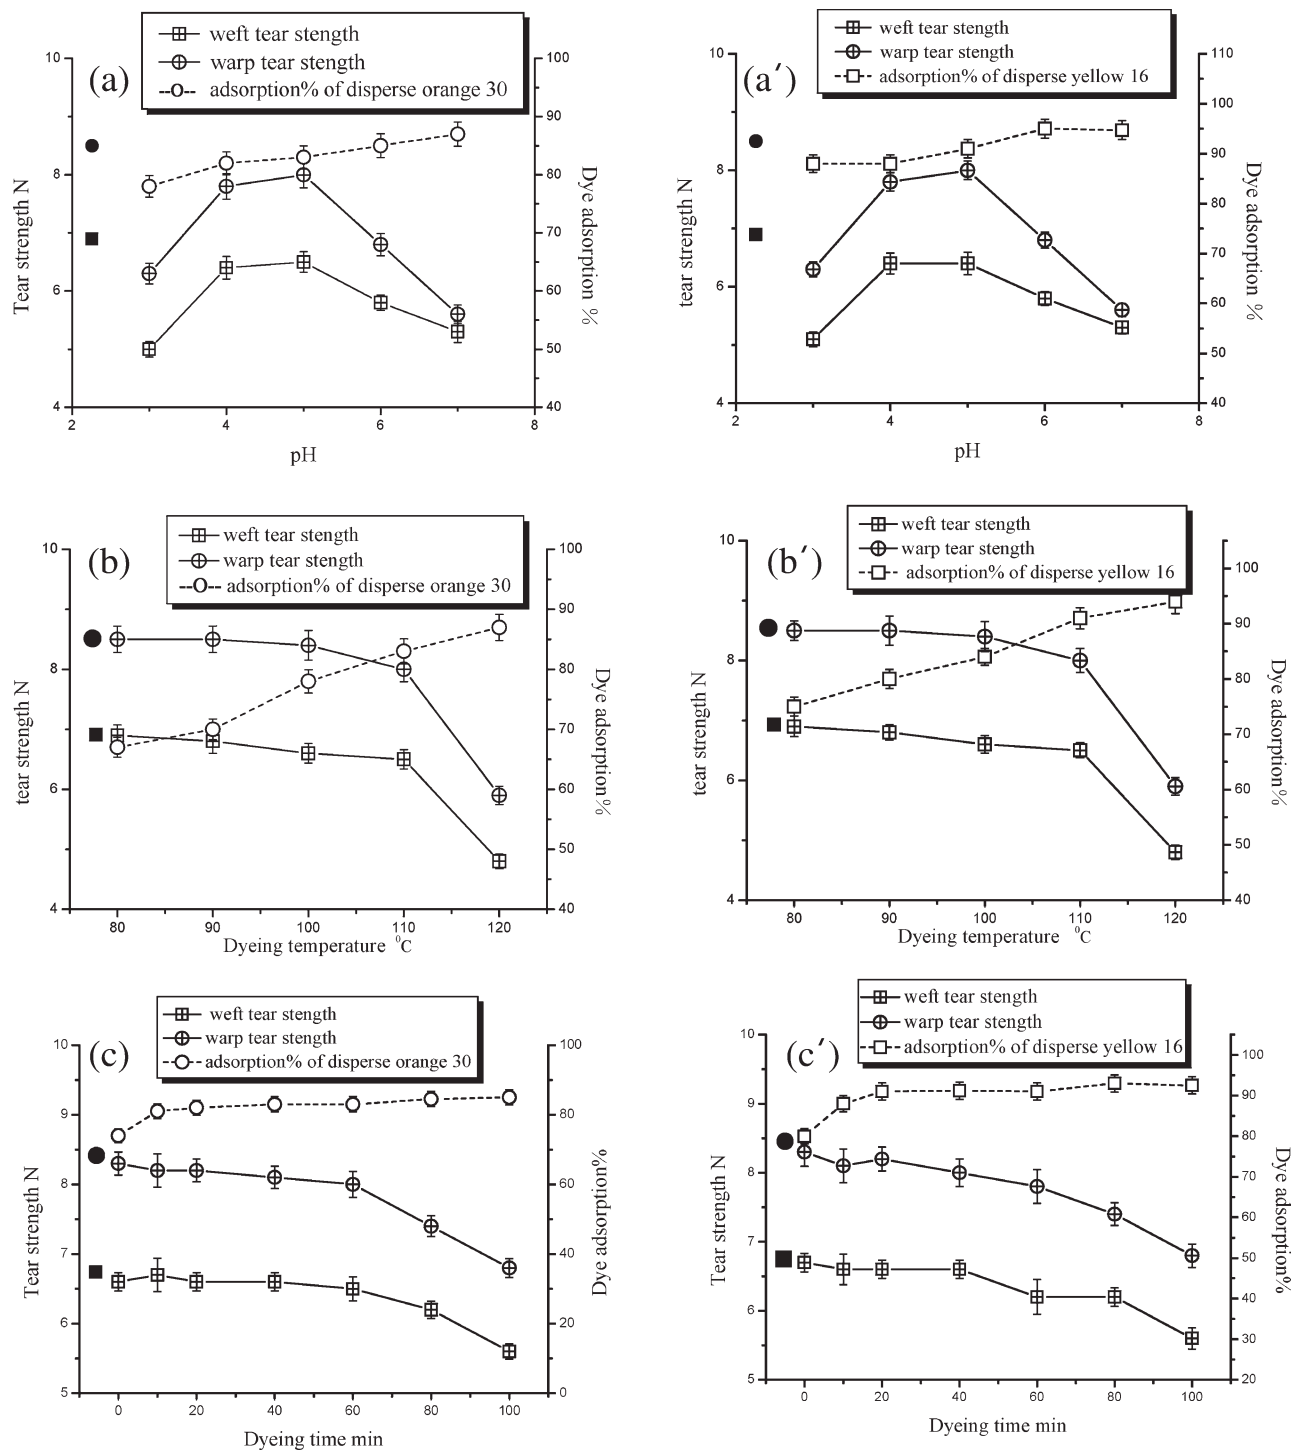 weft tear stength
warp tear stength
adsorption% of disperse orange 30
(a)
10
8
6
4
Tear strength N
100
90
80
70
60
50
40
Dye adsorption %
2
4
6
8
pH
weft tear stength
warp tear stength
adsorption% of disperse yellow 16
(a′)
10
8
6
4
tear strength N
110
100
90
80
70
60
50
40
Dye adsorption %
2
4
6
8
pH
weft tear stength
warp tear stength
adsorption% of disperse orange 30
(b)
10
8
6
4
tear strength N
100
90
80
70
60
50
40
Dye adsorption%
80
90
100
110
120
Dyeing temperature ⁰C
weft tear stength
warp tear stength
adsorption% of disperse yellow 16
(b′)
10
8
6
4
tear strength N
100
90
80
70
60
50
40
Dye adsorption%
80
90
100
110
120
Dyeing temperature ⁰C
weft tear stength
warp tear stength
adsorption% of disperse orange 30
(c)
10
9
8
7
6
5
Tear strength N
100
80
60
40
20
0
Dye adsorption%
0
20
40
60
80
100
Dyeing time min
weft tear stength
warp tear stength
adsorption% of disperse yellow 16
(c′)
10
9
8
7
6
5
Tear strength N
100
90
80
70
60
50
40
30
20
Dye adsorption%
0
20
40
60
80
100
Dyeing time min